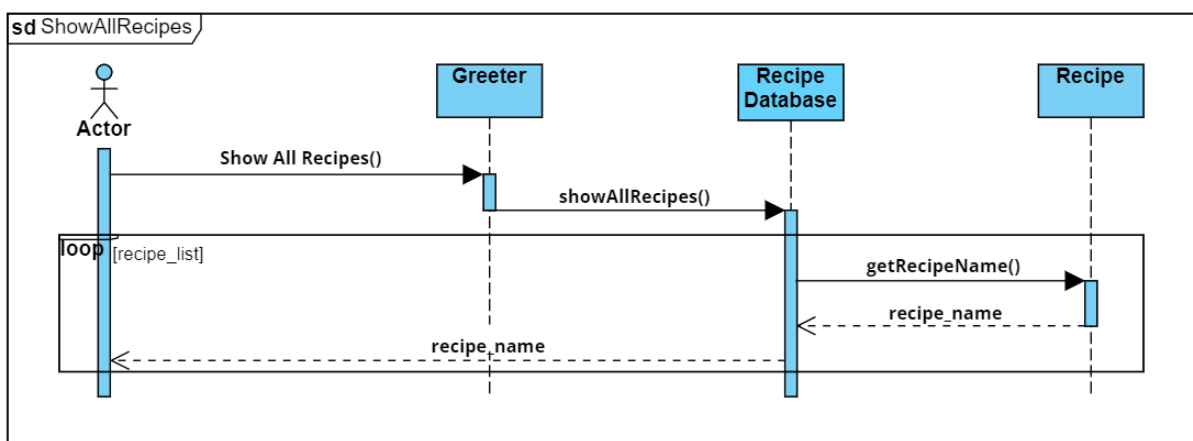 sd ShowAllRecipes
Actor
Greeter
Recipe
Database
Recipe
Show All Recipes()
showAllRecipes()
loop [recipe_list]
getRecipeName()
recipe_name
recipe_name